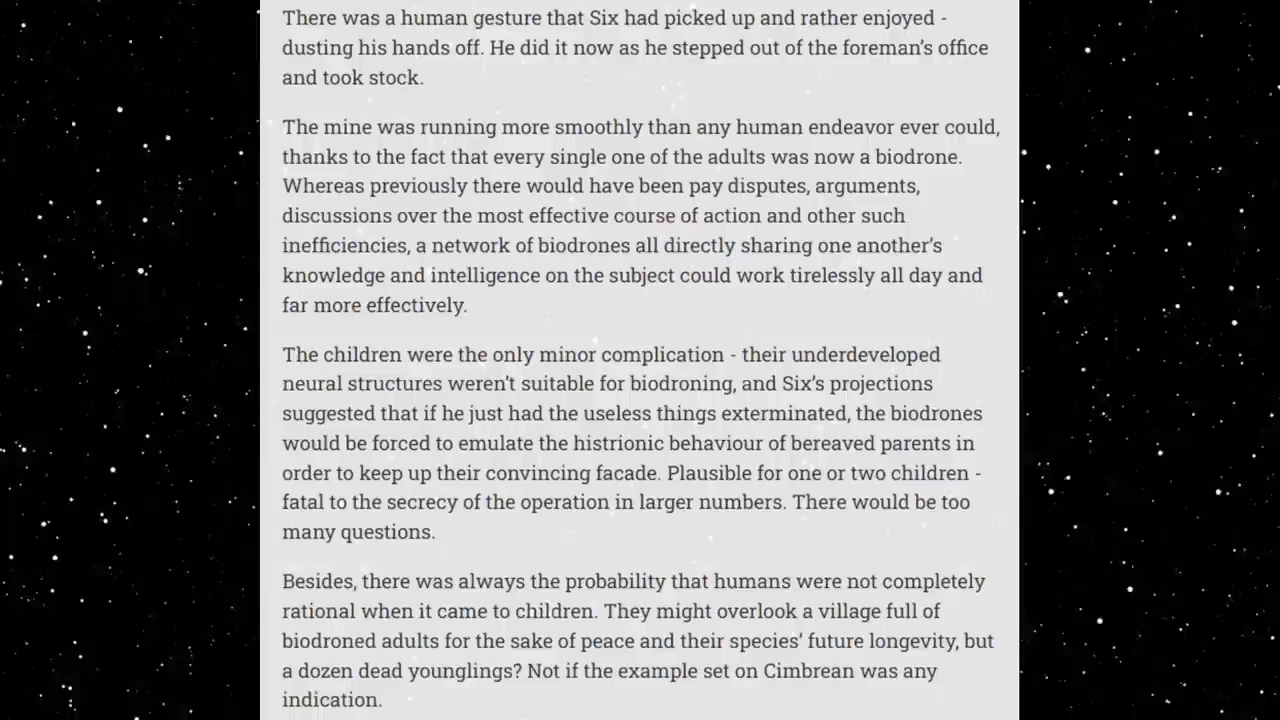 There was a human gesture that Six had picked up and rather enjoyed -
dusting his hands off. He did it now as he stepped out of the foreman's office
and took stock.
The mine was running more smoothly than any human endeavor ever could,
thanks to the fact that every single one of the adults was now a biodrone.
Whereas previously there would have been pay disputes, arguments,
discussions over the most effective course of action and other such
inefficiencies, a network of biodrones all directly sharing one another's
knowledge and intelligence on the subject could work tirelessly all day and
far more effectively.
The children were the only minor complication - their underdeveloped
neural structures weren't suitable for biodroning, and Six's projections
suggested that if he just had the useless things exterminated, the biodrones
would be forced to emulate the histrionic behaviour of bereaved parents in
order to keep up their convincing facade. Plausible for one or two children -
fatal to the secrecy of the operation in larger numbers. There would be too
many questions.
Besides, there was always the probability that humans were not completely
rational when it came to children. They might overlook a village full of
biodroned adults for the sake of peace and their species' future longevity, but
a dozen dead younglings? Not if the example set on Cimbrean was any
indication.